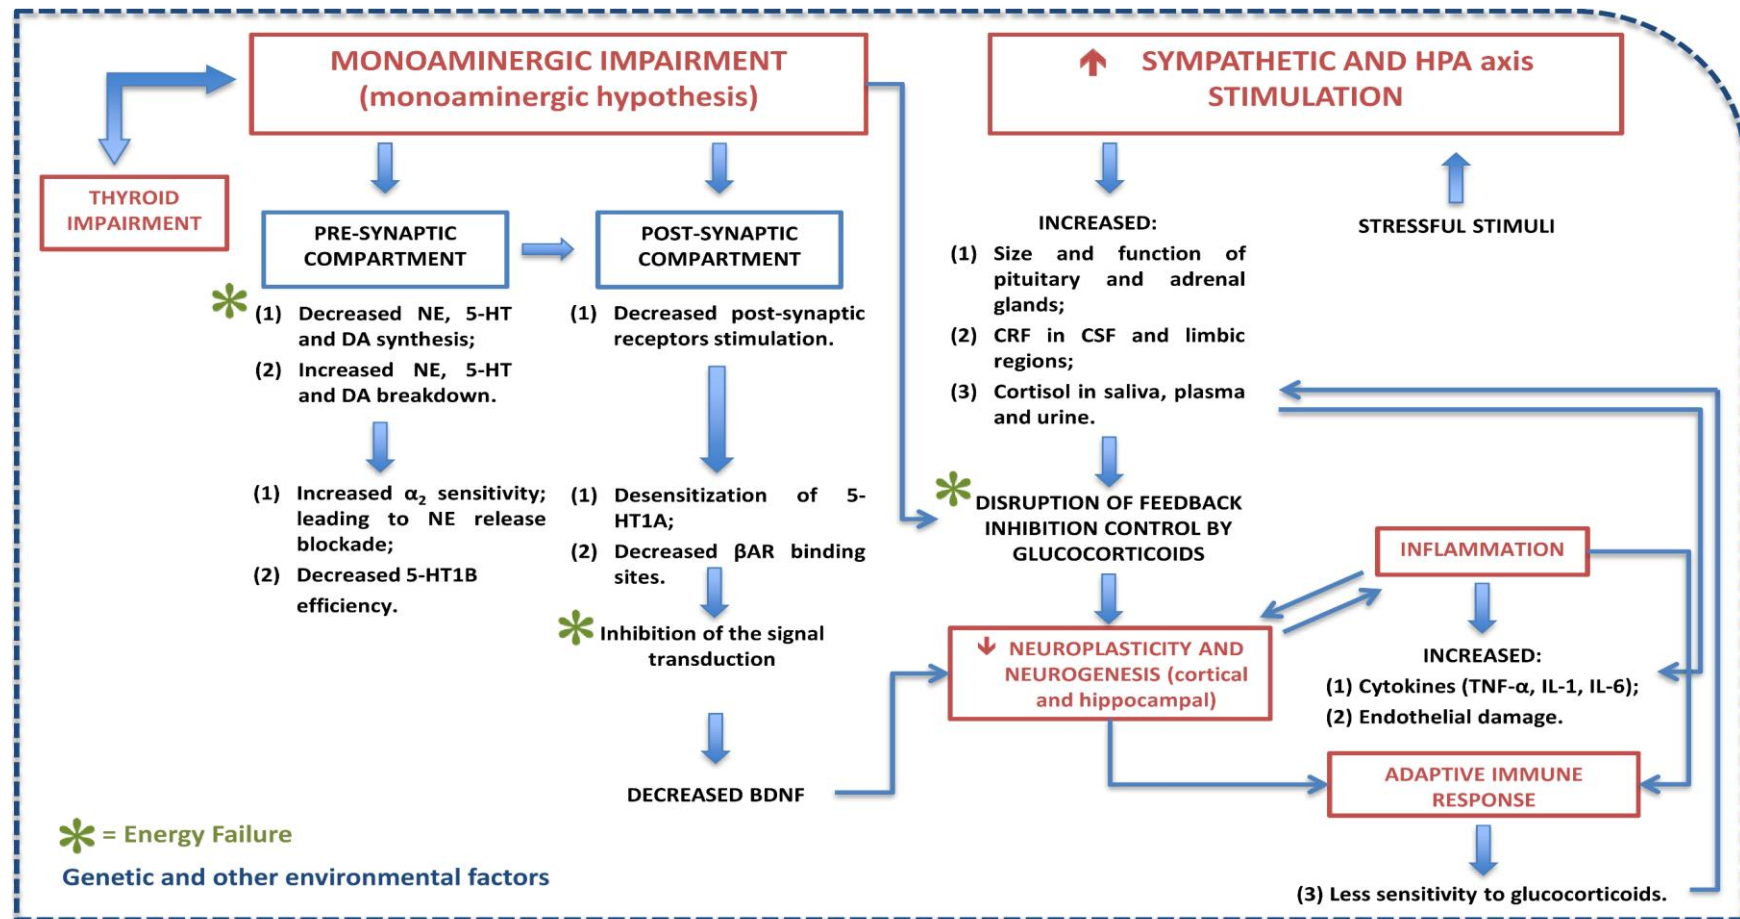 MONOAMINERGIC IMPAIRMENT
(monoaminergic hypothesis)
SYMPATHETIC AND HPA axis
STIMULATION
THYROID
IMPAIRMENT
PRE-SYNAPTIC
COMPARTMENT
POST-SYNAPTIC
COMPARTMENT
(1) Decreased NE, 5-HT
and DA synthesis;
(2) Increased NE, 5-HT
and DA breakdown.
(1) Decreased post-synaptic
receptors stimulation.
(1) Increased α₂ sensitivity;
leading to NE release
blockade;
(2) Decreased 5-HT1B
efficiency.
(1) Desensitization of 5-
HT1A;
(2) Decreased βAR binding
sites.
Inhibition of the signal
transduction
DECREASED BDNF
INCREASED:
(1) Size and function of
pituitary and adrenal
glands;
(2) CRF in CSF and limbic
regions;
(3) Cortisol in saliva, plasma
and urine.
STRESSFUL STIMULI
DISRUPTION OF FEEDBACK
INHIBITION CONTROL BY
GLUCOCORTICOIDS
NEUROPLASTICITY AND
NEUROGENESIS (cortical
and hippocampal)
INFLAMMATION
INCREASED:
(1) Cytokines (TNF-α, IL-1, IL-6);
(2) Endothelial damage.
ADAPTIVE IMMUNE
RESPONSE
(3) Less sensitivity to glucocorticoids.
= Energy Failure
Genetic and other environmental factors